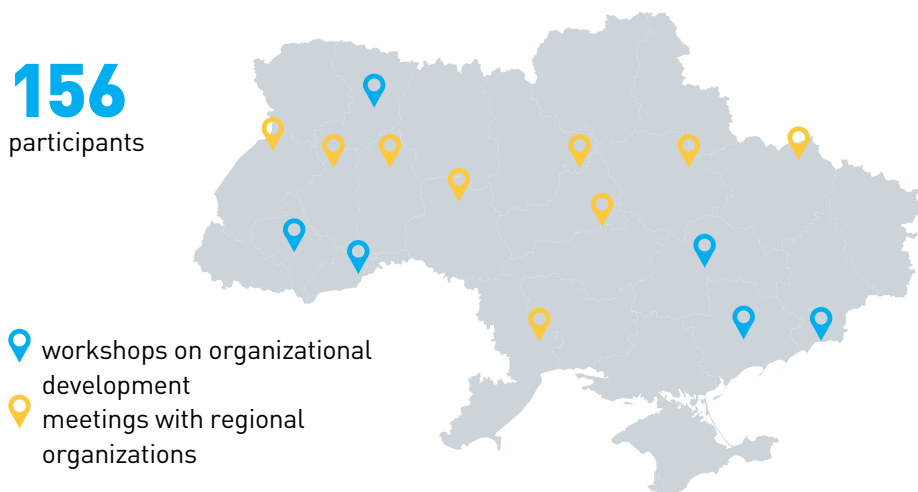 156
participants
workshops on organizational
development
meetings with regional
organizations